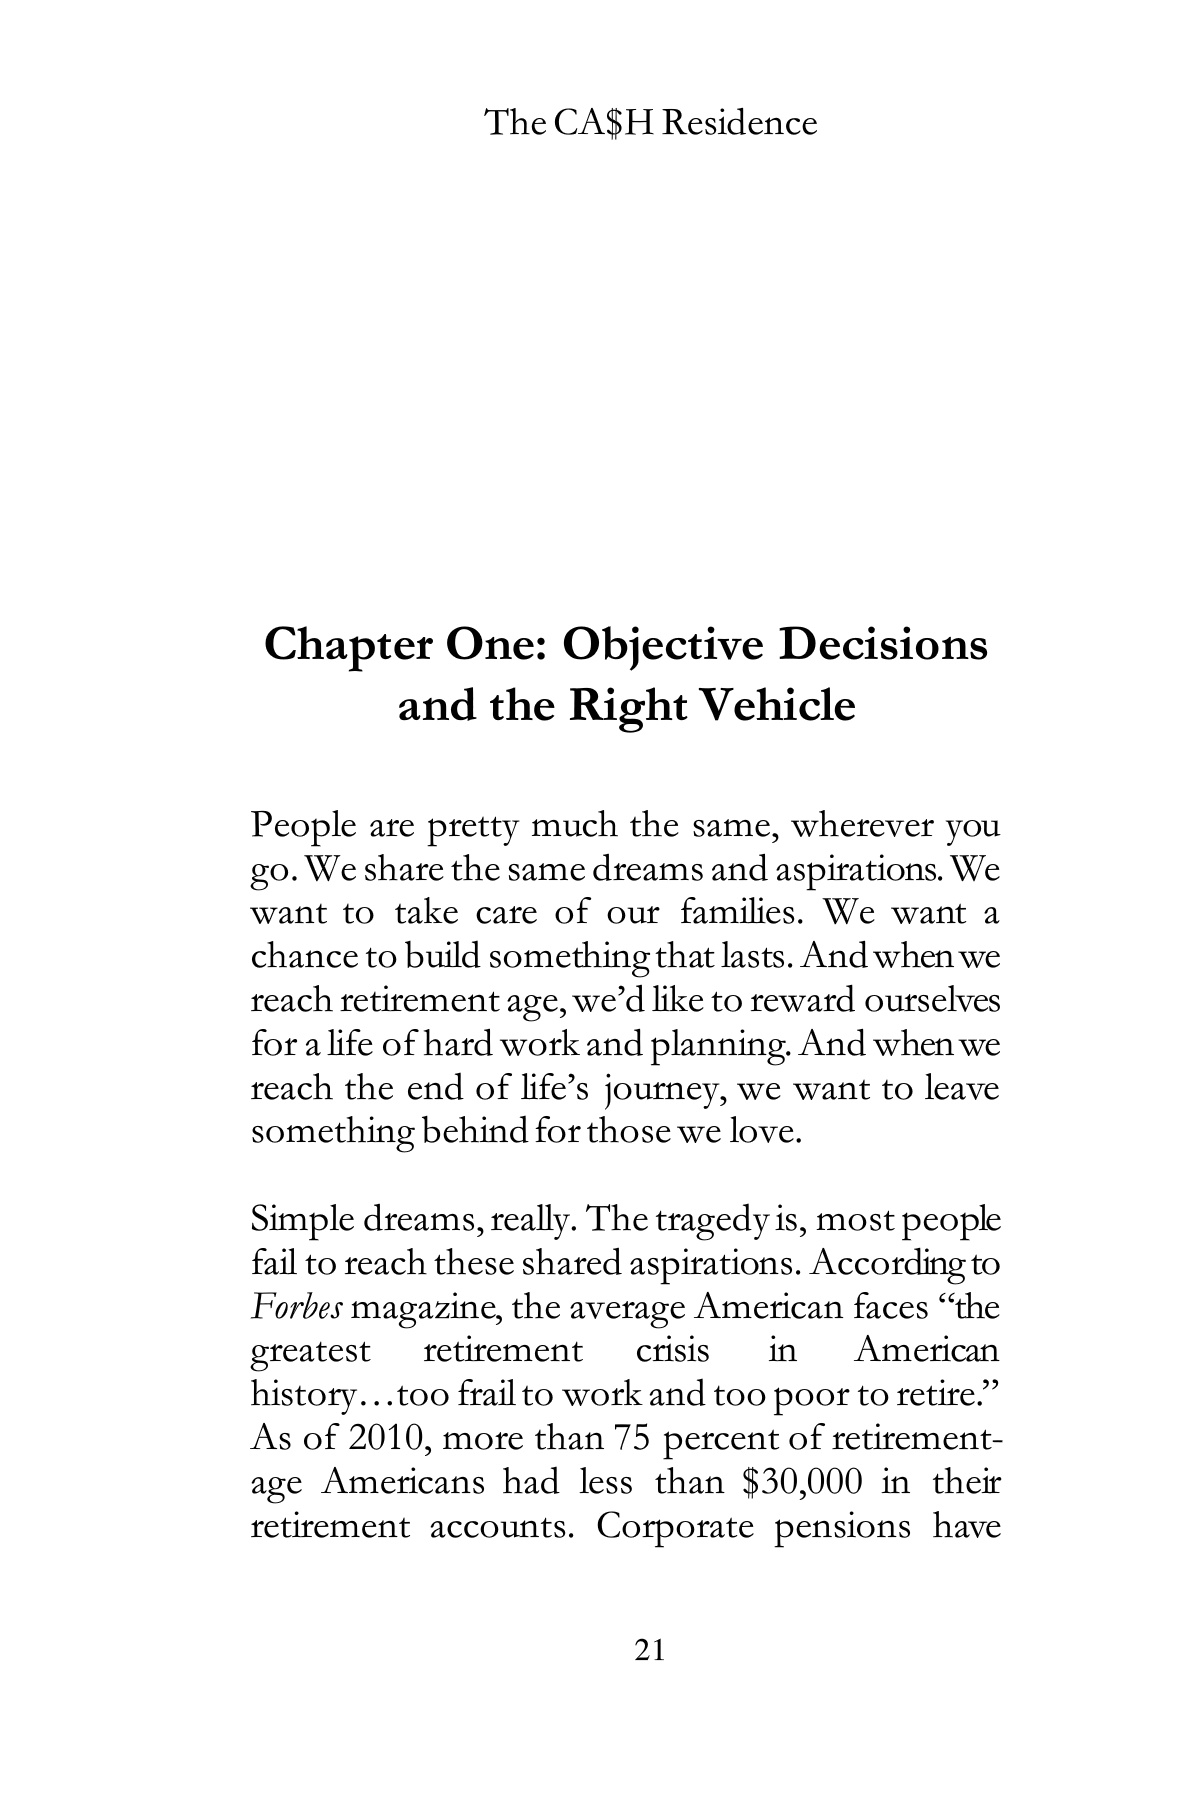 The CA$H Residence
Chapter One: Objective Decisions
and the Right Vehicle
People are pretty much the same, wherever you
go. We share the same dreams and aspirations. We
want to take care of our families. We want a
chance to build something that lasts. And when we
reach retirement age, we’d like to reward ourselves
for a life of hard work and planning. And when we
reach the end of life’s journey, we want to leave
something behind for those we love.
Simple dreams, really. The tragedy is, most people
fail to reach these shared aspirations. According to
Forbes magazine, the average American faces “the
greatest retirement crisis in American
history…too frail to work and too poor to retire.”
As of 2010, more than 75 percent of retirement-
age Americans had less than $30,000 in their
retirement accounts. Corporate pensions have
21